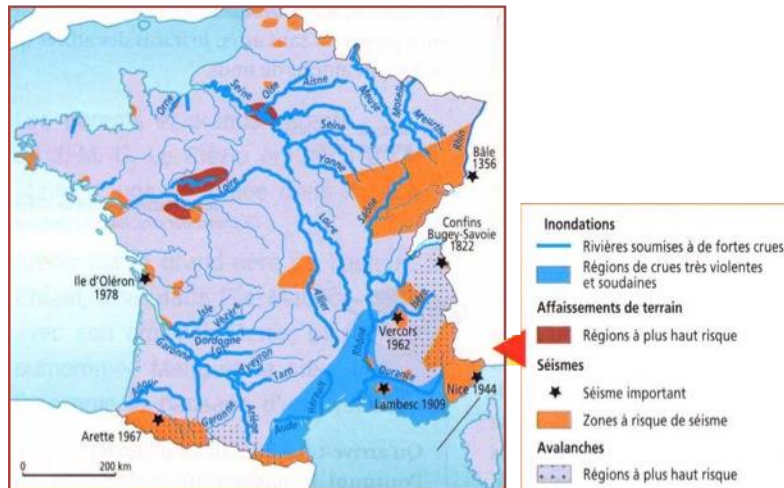 Orne
Seine
Oise
Aisne
Meuse
Moselle
Meurthe
Rhin
Seine
Yonne
Bâle
1356
Loire
Loire
Saône
Confins
Bugey-Savoie
1822
Ile d'Oléron
1978
Allier
Isère
Isle
Vézère
Dordogne
Lot
Garonne
Aveyron
Tarn
Vercors
1962
Rhône
Durance
Adour
Garonne
Ariège
Aude
Hérault
Lambesc 1909
Nice 1944
Arette 1967
0 200 km
Inondations
Rivières soumises à de fortes crues
Régions de crues très violentes
et soudaines
Affaissements de terrain
Régions à plus haut risque
Séismes
Séisme important
Zones à risque de séisme
Avalanches
Régions à plus haut risque